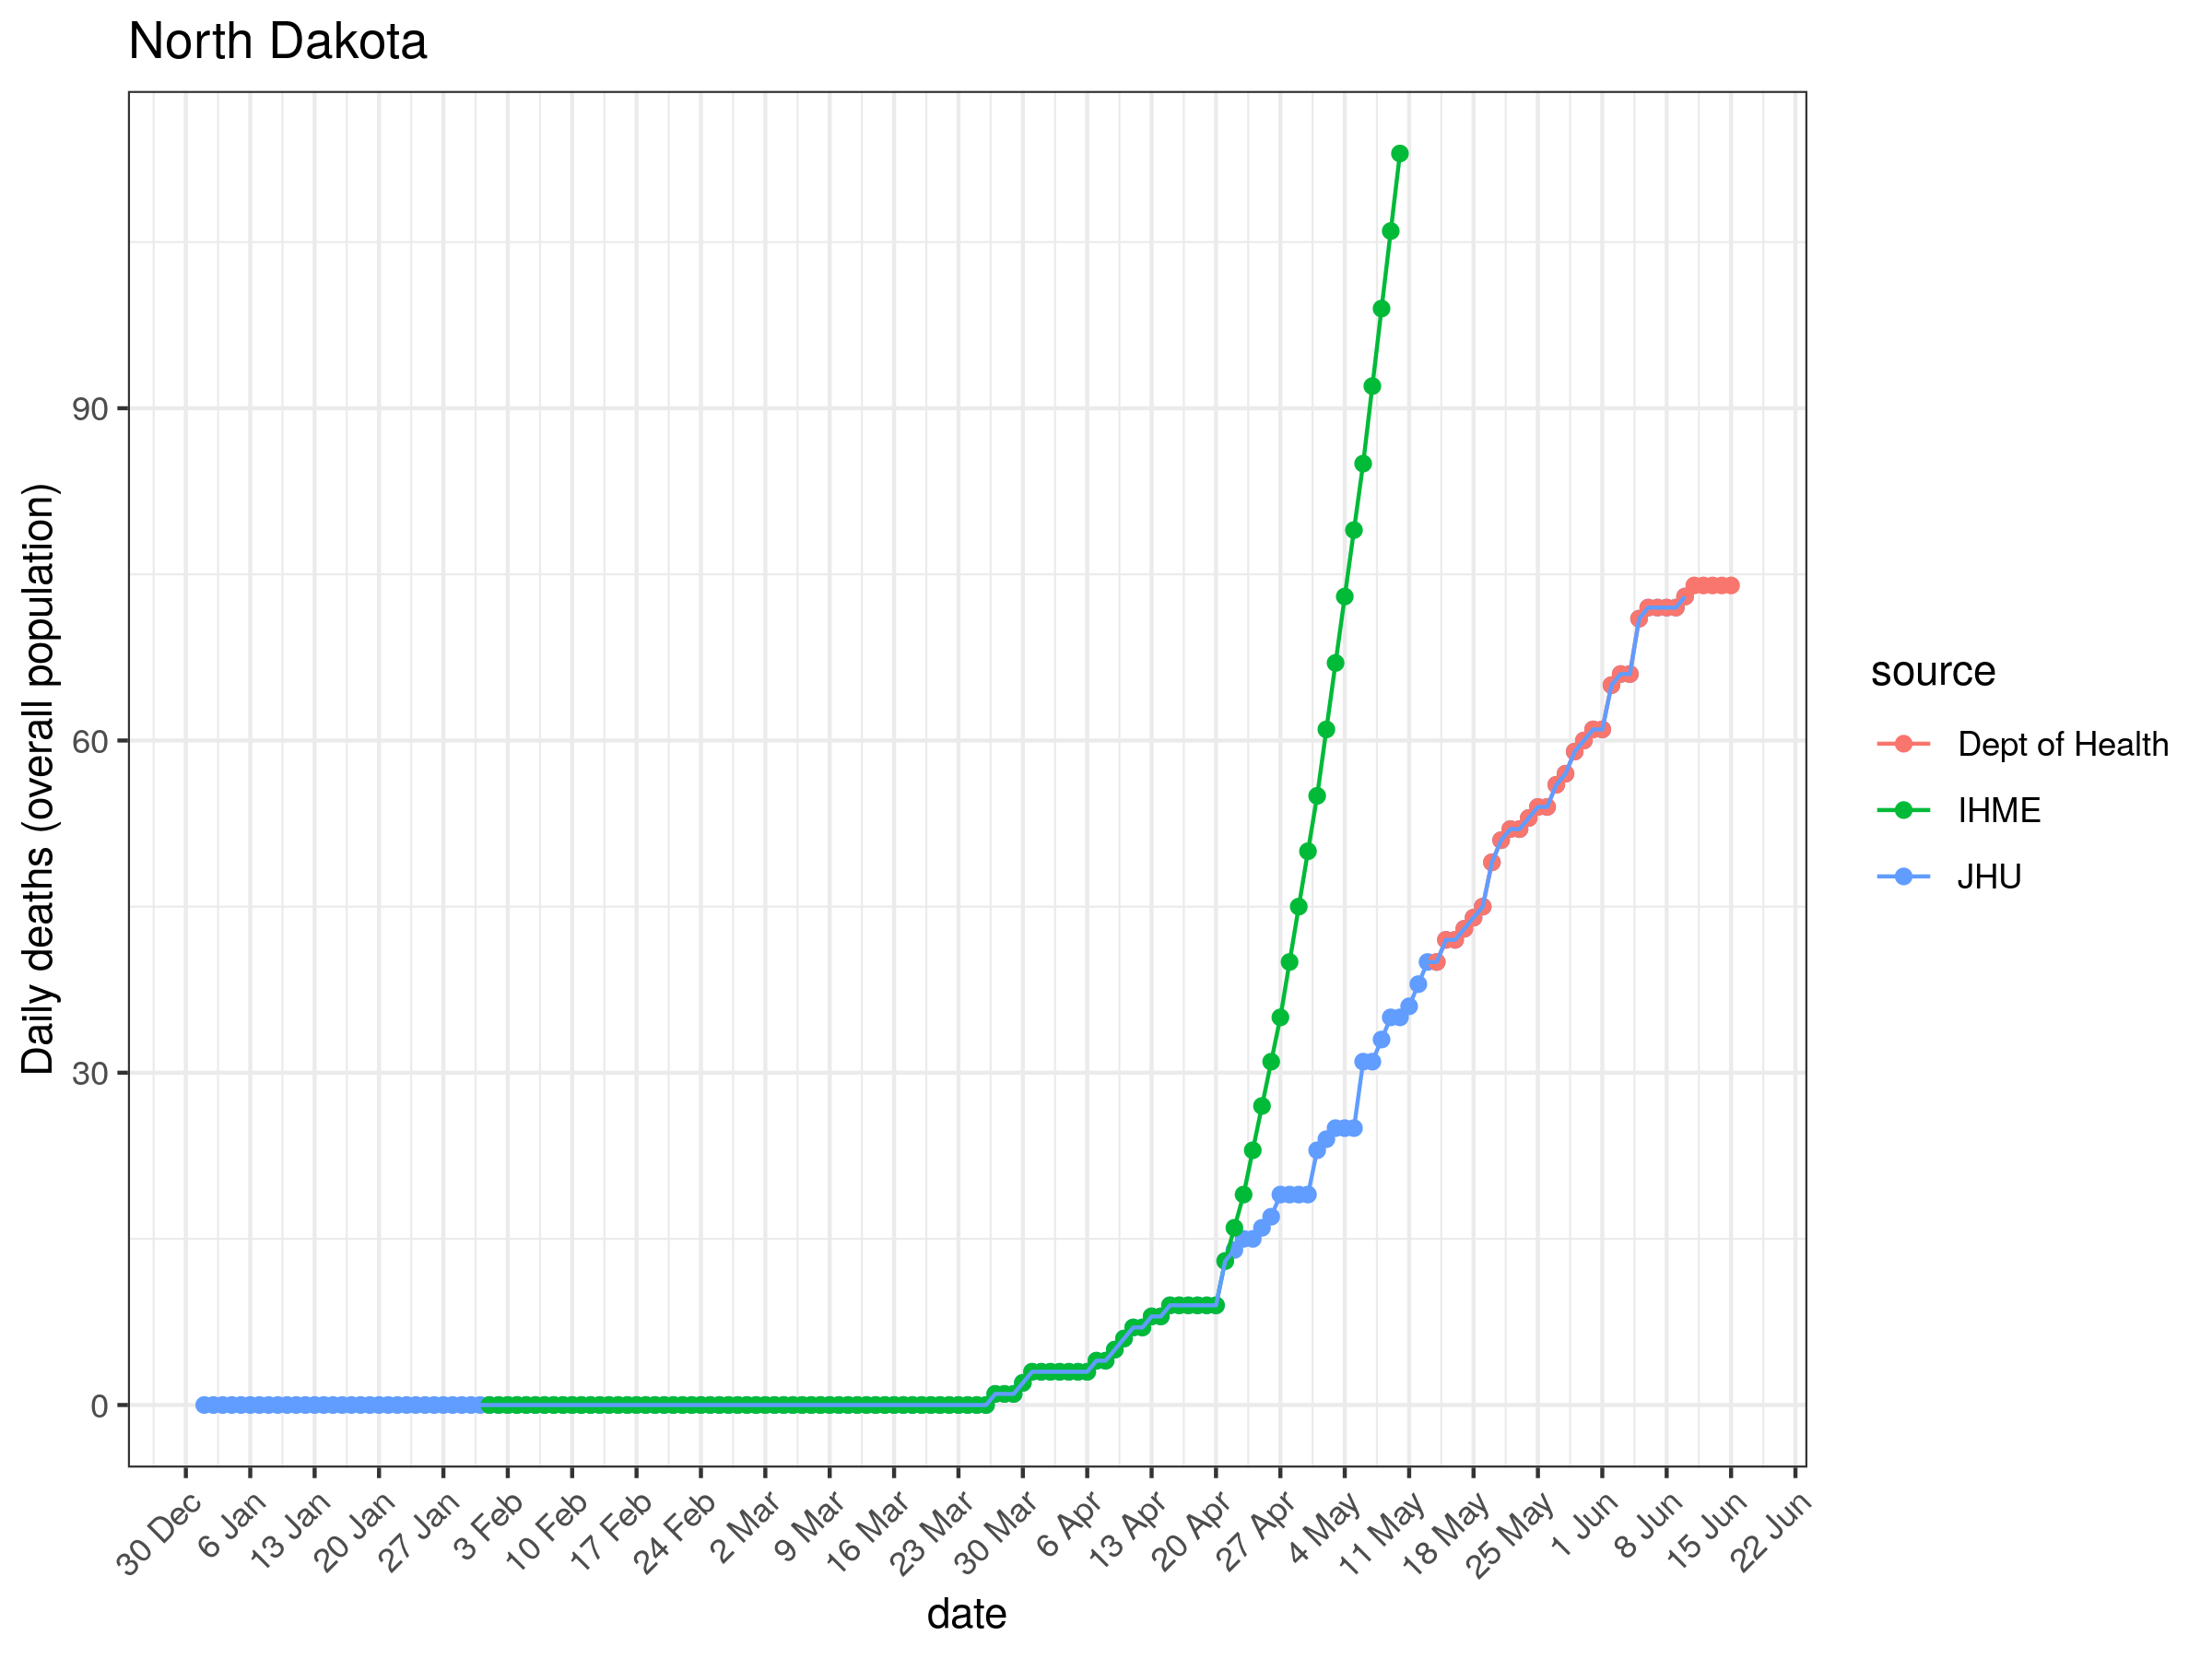 North Dakota
Daily deaths (overall population)
90
60
30
0
30 Dec
6 Jan
13 Jan
20 Jan
27 Jan
3 Feb
10 Feb
17 Feb
24 Feb
2 Mar
9 Mar
16 Mar
23 Mar
30 Mar
6 Apr
13 Apr
20 Apr
27 Apr
4 May
11 May
18 May
25 May
1 Jun
8 Jun
15 Jun
22 Jun
date
source
Dept of Health
IHME
JHU